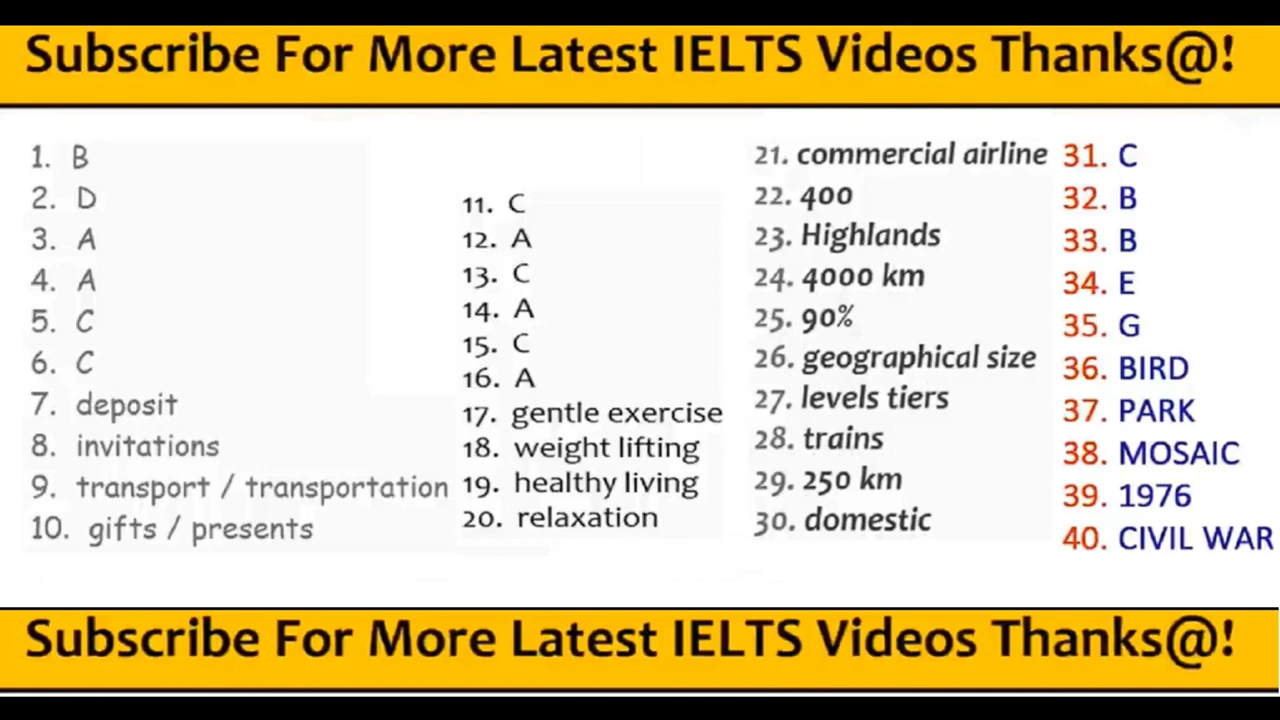 Subscribe For More Latest IELTS Videos Thanks@!
1. B
2. D
3. A
4. A
5. C
6. C
7. deposit
8. invitations
9. transport / transportation
10. gifts / presents
11. C
12. A
13. C
14. A
15. C
16. A
17. gentle exercise
18. weight lifting
19. healthy living
20. relaxation
21. commercial airline
22. 400
23. Highlands
24. 4000 km
25. 90%
26. geographical size
27. levels tiers
28. trains
29. 250 km
30. domestic
31. C
32. B
33. B
34. E
35. G
36. BIRD
37. PARK
38. MOSAIC
39. 1976
40. CIVIL WAR
Subscribe For More Latest IELTS Videos Thanks@!